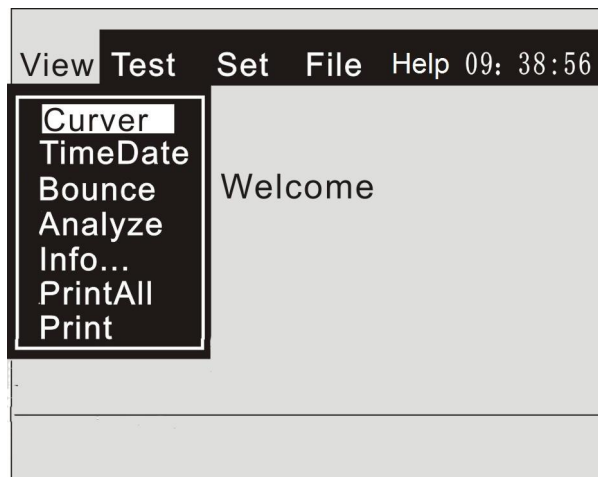 View Test Set File Help 09: 38:56
Curver
TimeDate
Bounce
Welcome
Analyze
Info...
PrintAll
Print